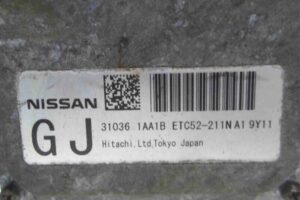 NISSAN
GJ
31036 1AA1B ETC52-211N A1 9Y11
Hitachi,Ltd.Tokyo Japan